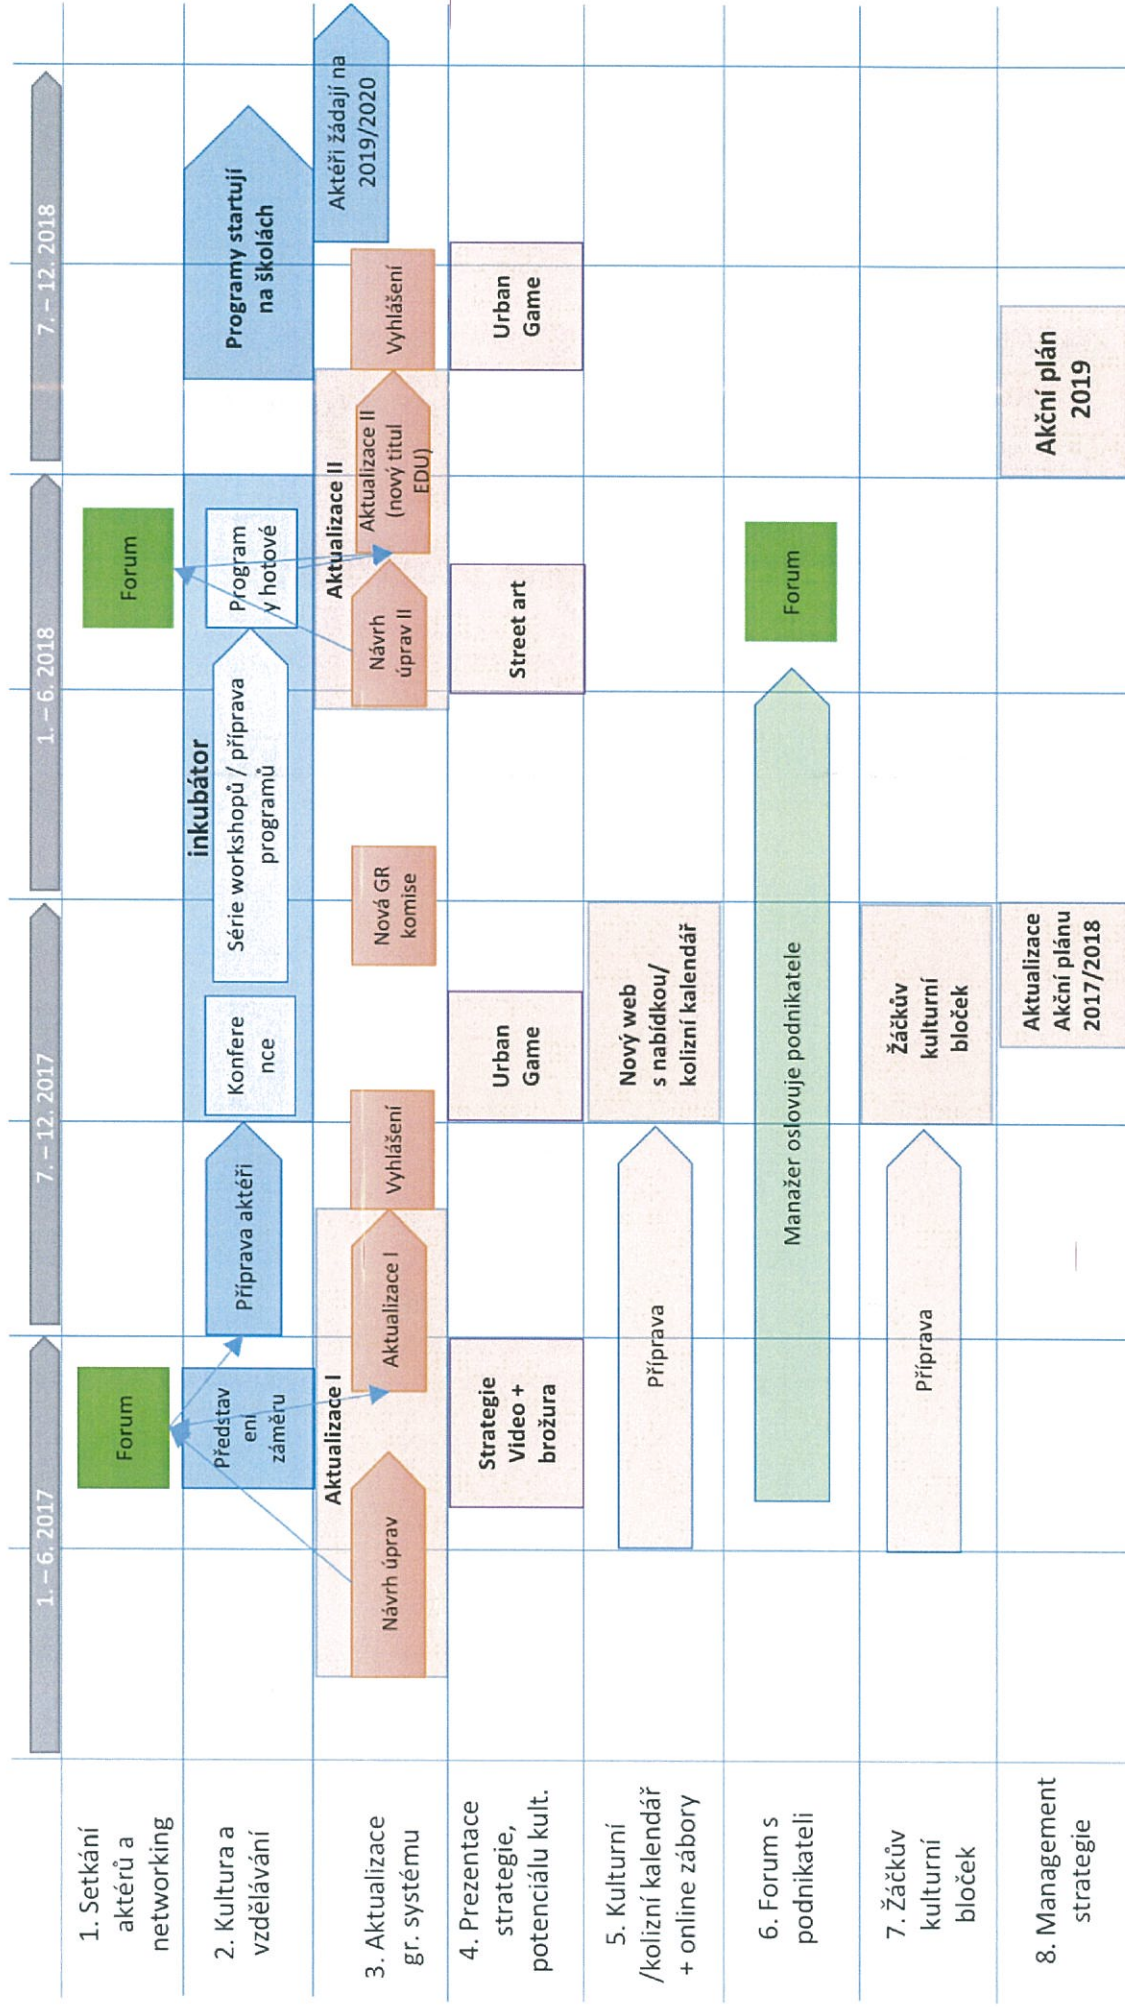 1. – 6. 2017
7. – 12. 2017
1. – 6. 2018
7. – 12. 2018
1. Setkání
aktérů a
networking
Forum
Forum
2. Kultura a
vzdělávání
Představ
ení
záměru
Příprava aktéři
inkubátor
Konfere
nce
Série workshopů / příprava
programů
Program
y hotové
Programy startují
na školách
3. Aktualizace
gr. systému
Aktualizace I
Návrh úprav
Aktualizace I
Vyhlášení
Nová GR
komise
Aktualizace II
Návrh
úprav II
Aktualizace II
(nový titul
EDU)
Vyhlášení
Aktéři žádají na
2019/2020
4. Prezentace
strategie,
potenciálu kult.
Strategie
Video +
brožura
Urban
Game
Street art
Urban
Game
5. Kulturní
/kolizní kalendář
+ online zábory
Příprava
Nový web
s nabídkou/
kolizní kalendář
6. Forum s
podnikateli
Manažer oslovuje podnikatele
Forum
7. Žáčkův
kulturní
bloček
Příprava
Žáčkův
kulturní
bloček
8. Management
strategie
Aktualizace
Akční plánu
2017/2018
Akční plán
2019